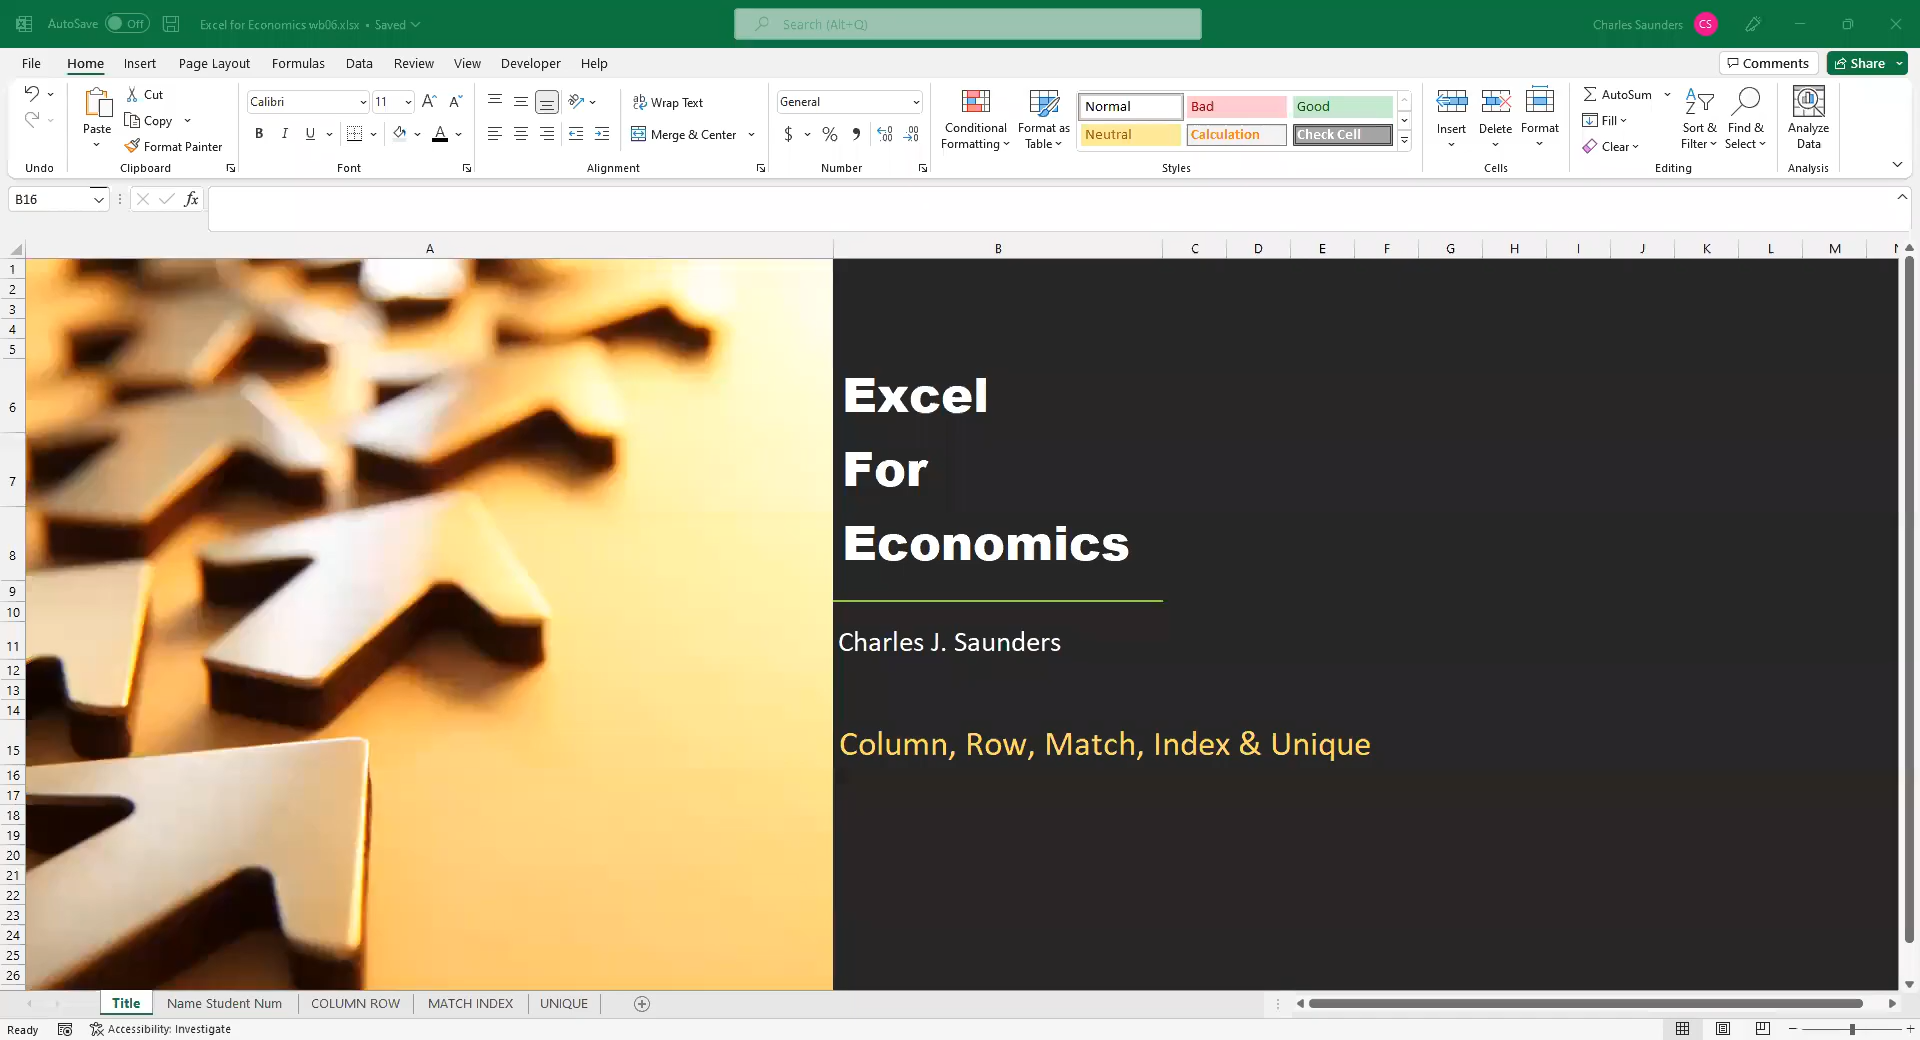 AutoSave Off Excel for Economics wb06.xlsx • Saved Search (Alt+Q) Charles Saunders CS
File Home Insert Page Layout Formulas Data Review View Developer Help Comments Share
Cut Calibri 11 Wrap Text General Normal Bad Good AutoSum
Copy Fill
Paste B I U Merge & Center $ % Conditional Formatting Format as Table Neutral Calculation Check Cell Insert Delete Format Sort & Filter Find & Select Analyze Data
Format Painter Clear
Undo Clipboard Font Alignment Number Styles Cells Editing Analysis
B16 fx
A B C D E F G H I J K L M N
1
2
3
4
5
6 Excel
7 For
8 Economics
9
10
11 Charles J. Saunders
12
13
14
15 Column, Row, Match, Index & Unique
16
17
18
19
20
21
22
23
24
25
26
Title Name Student Num COLUMN ROW MATCH INDEX UNIQUE
Ready Accessibility: Investigate